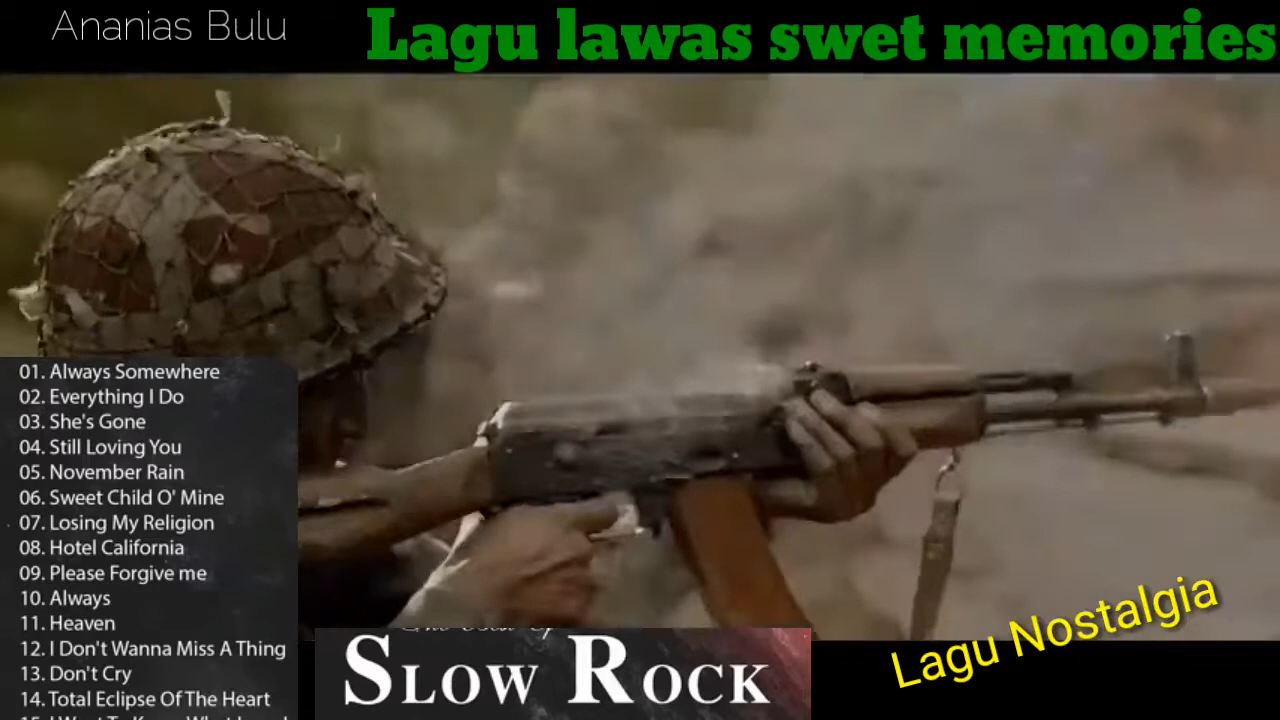 Ananias Bulu
Lagu lawas swet memories
01. Always Somewhere
02. Everything I Do
03. She's Gone
04. Still Loving You
05. November Rain
06. Sweet Child O' Mine
07. Losing My Religion
08. Hotel California
09. Please Forgive me
10. Always
11. Heaven
12. I Don't Wanna Miss A Thing
13. Don't Cry
14. Total Eclipse Of The Heart
SLOW ROCK
Lagu Nostalgia